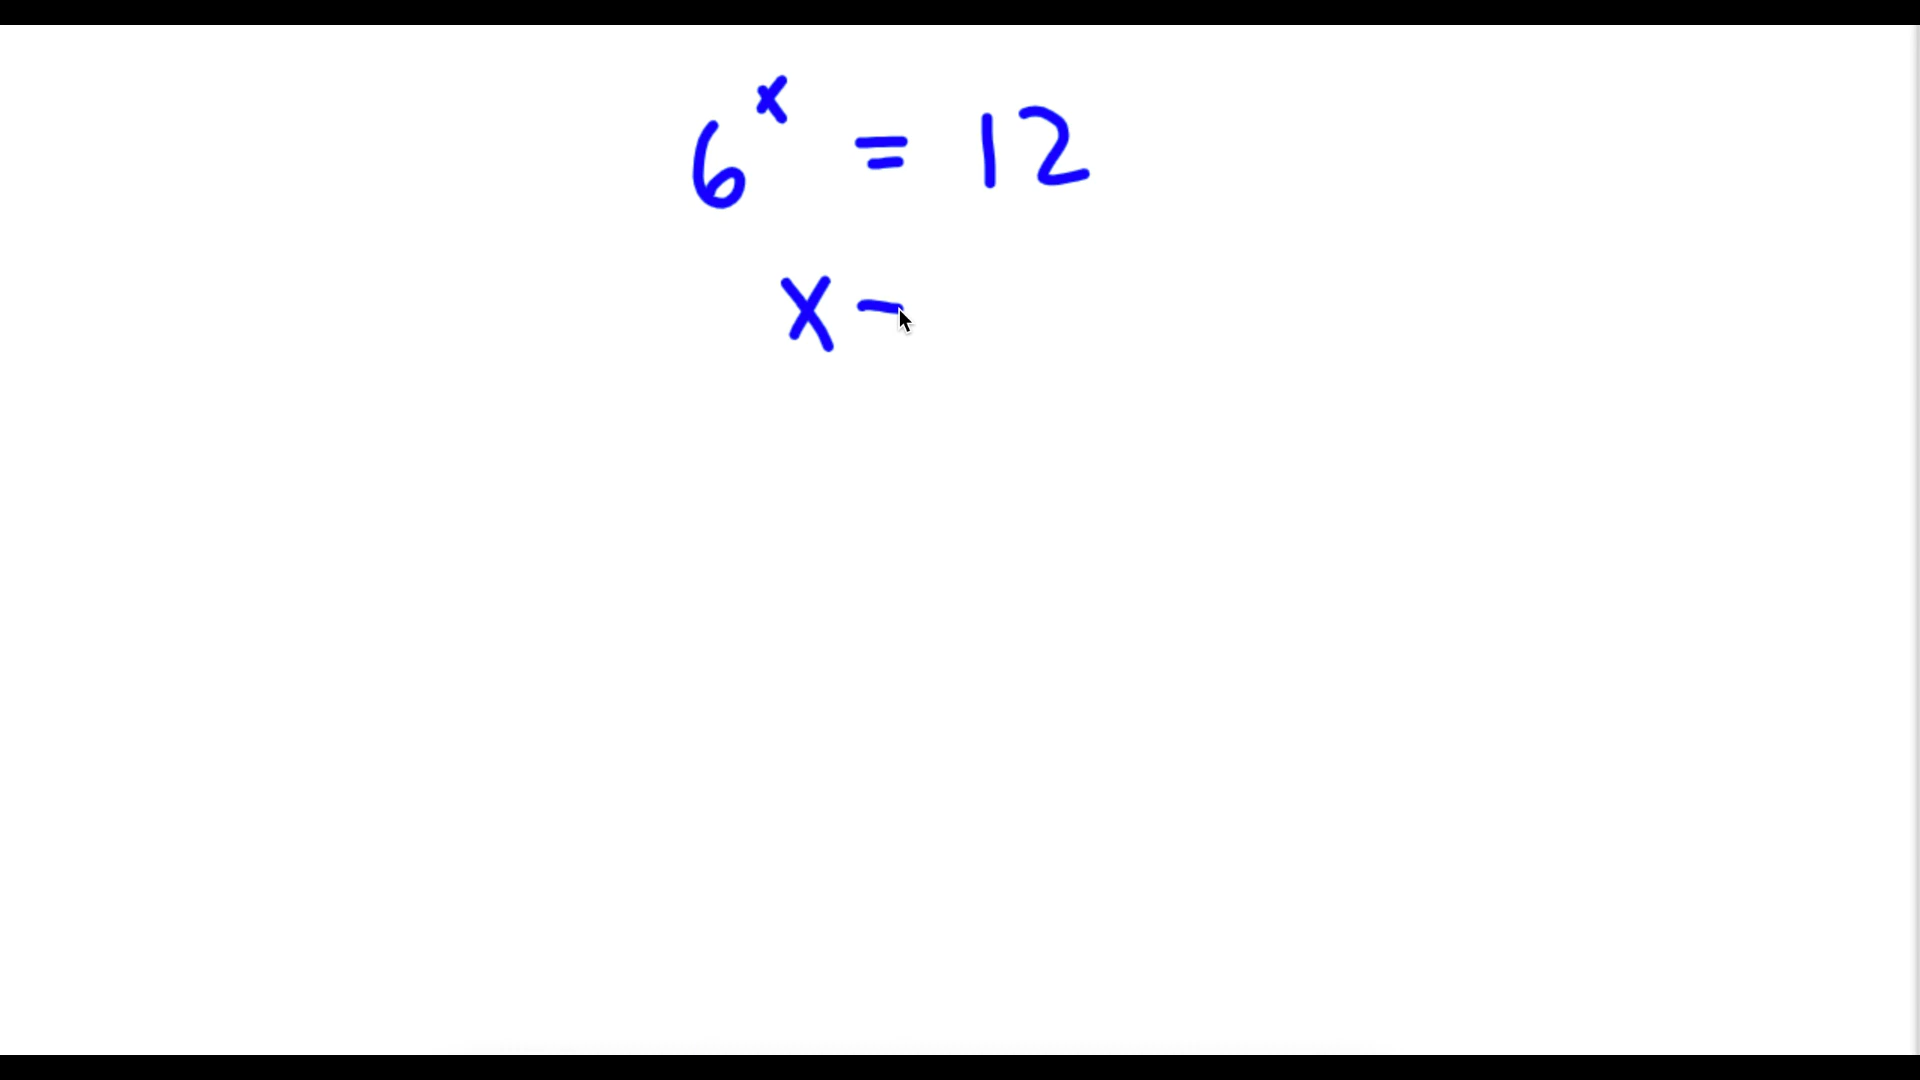 6^x = 12
x -